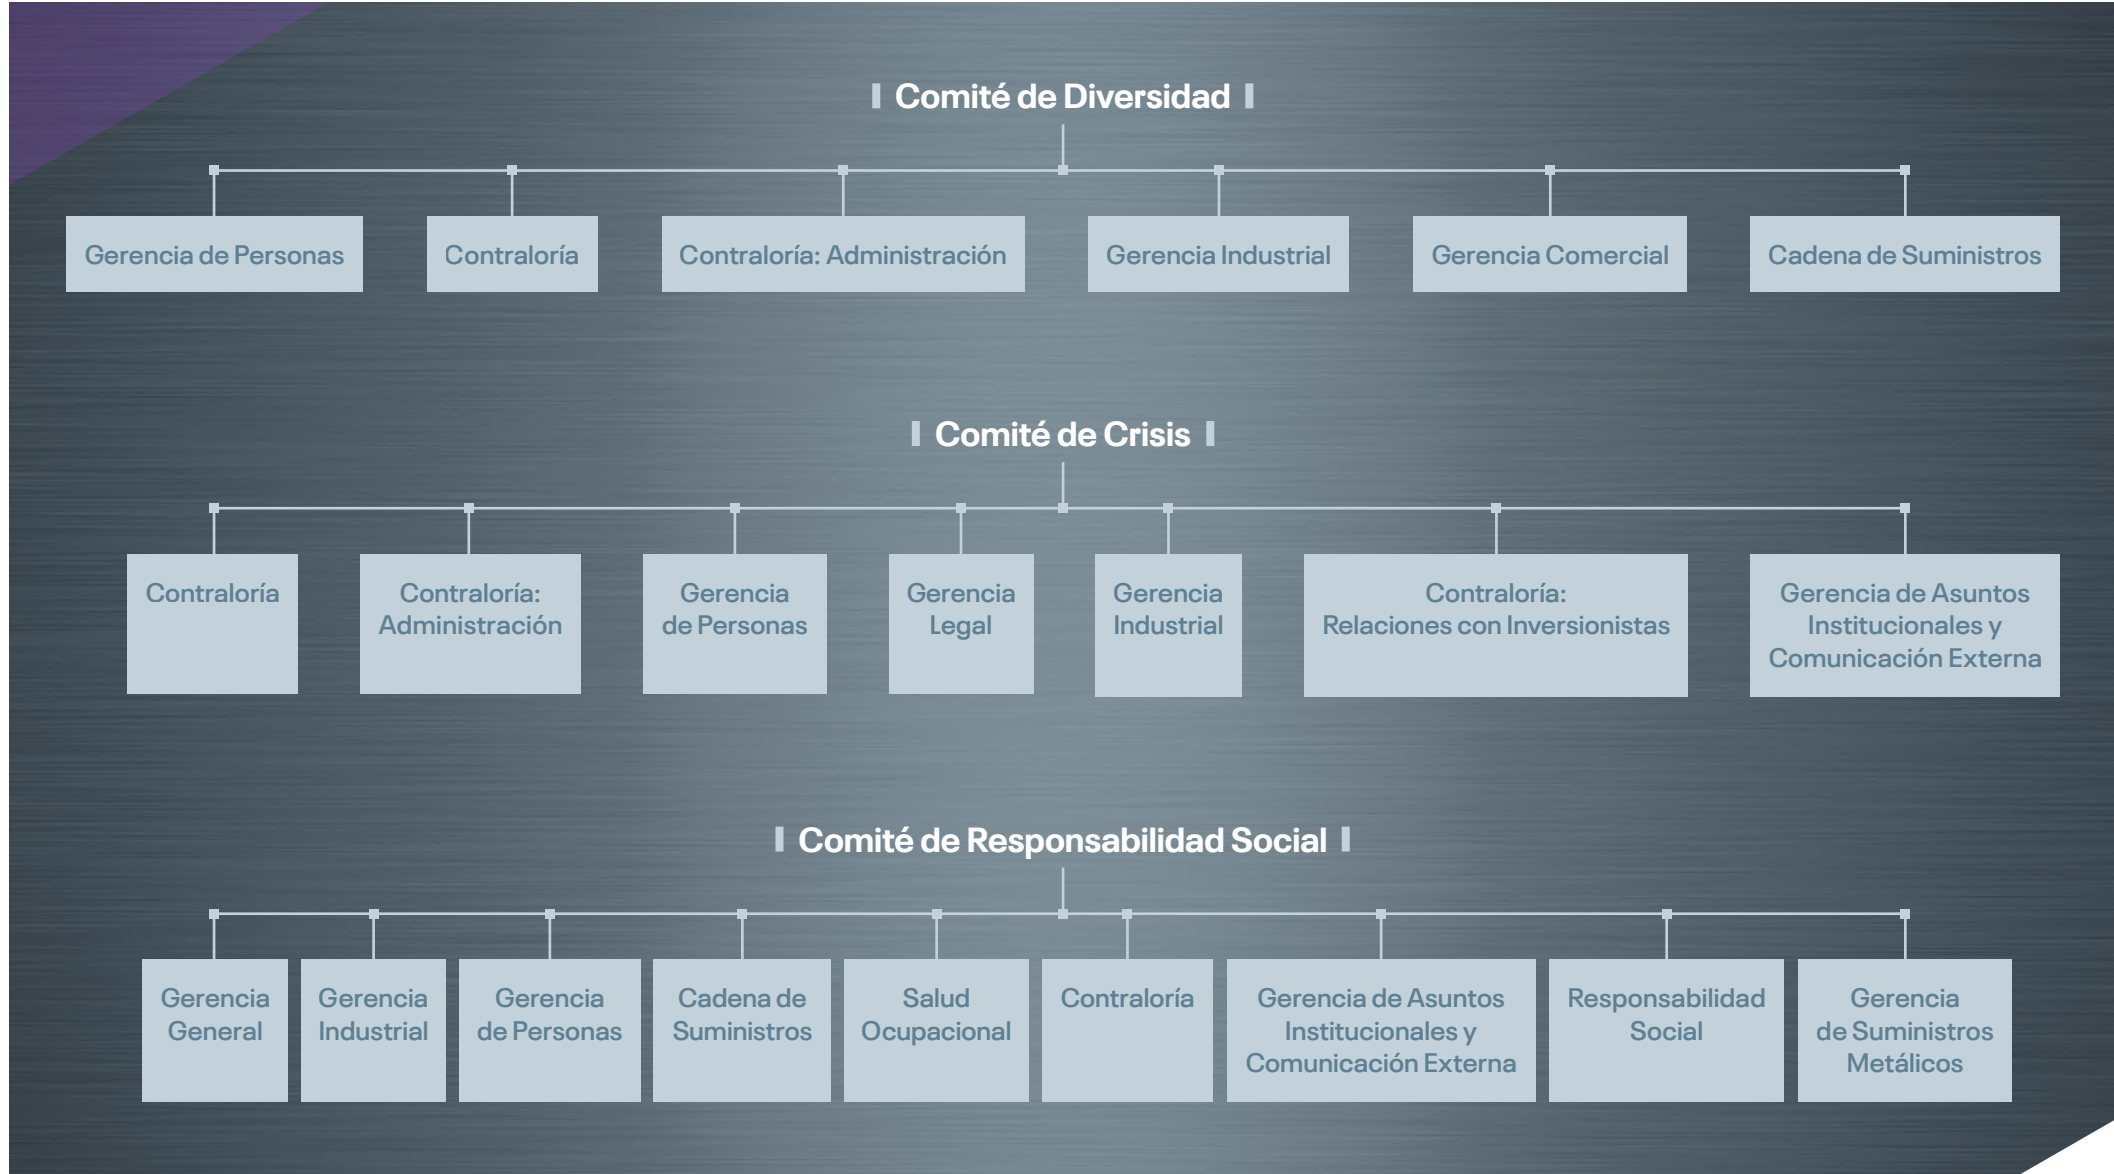 Comité de Diversidad
Gerencia de Personas
Contraloría
Contraloría: Administración
Gerencia Industrial
Gerencia Comercial
Cadena de Suministros
Comité de Crisis
Contraloría
Contraloría:
Administración
Gerencia
de Personas
Gerencia
Legal
Gerencia
Industrial
Contraloría:
Relaciones con Inversionistas
Gerencia de Asuntos
Institucionales y
Comunicación Externa
Comité de Responsabilidad Social
Gerencia
General
Gerencia
Industrial
Gerencia
de Personas
Cadena de
Suministros
Salud
Ocupacional
Contraloría
Gerencia de Asuntos
Institucionales y
Comunicación Externa
Responsabilidad
Social
Gerencia
de Suministros
Metálicos